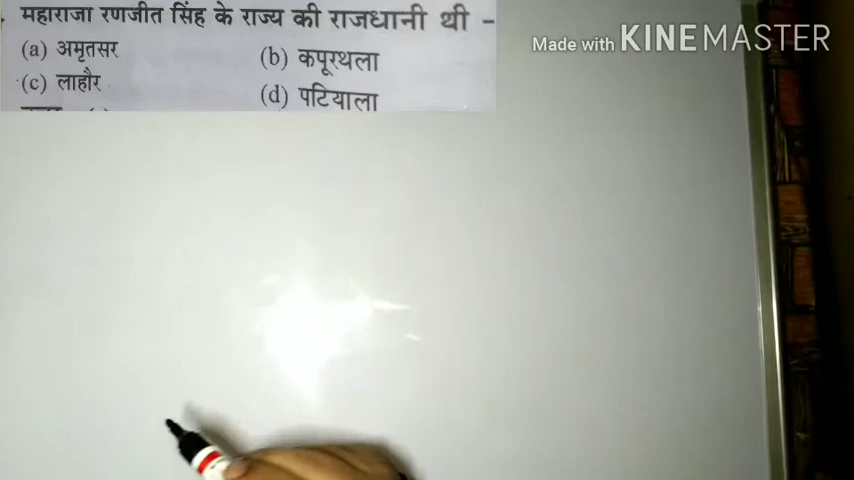 महाराजा रणजीत सिंह के राज्य की राजधानी थी -
(a) अमृतसर (b) कपूरथला
(c) लाहौर (d) पटियाला
Made with KINEMASTER